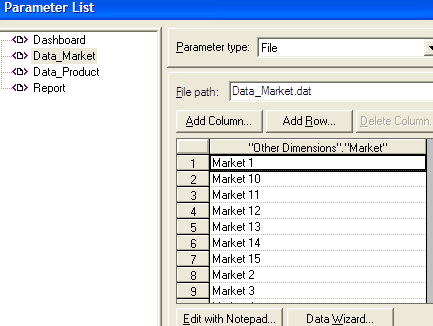 Parameter List
Dashboard
Data_Market
Data_Product
Report
Parameter type: File
File path: Data_Market.dat
Add Column... Add Row... Delete Column.
"Other Dimensions"."Market"
1 Market 1
2 Market 10
3 Market 11
4 Market 12
5 Market 13
6 Market 14
7 Market 15
8 Market 2
9 Market 3
Edit with Notepad... Data Wizard...